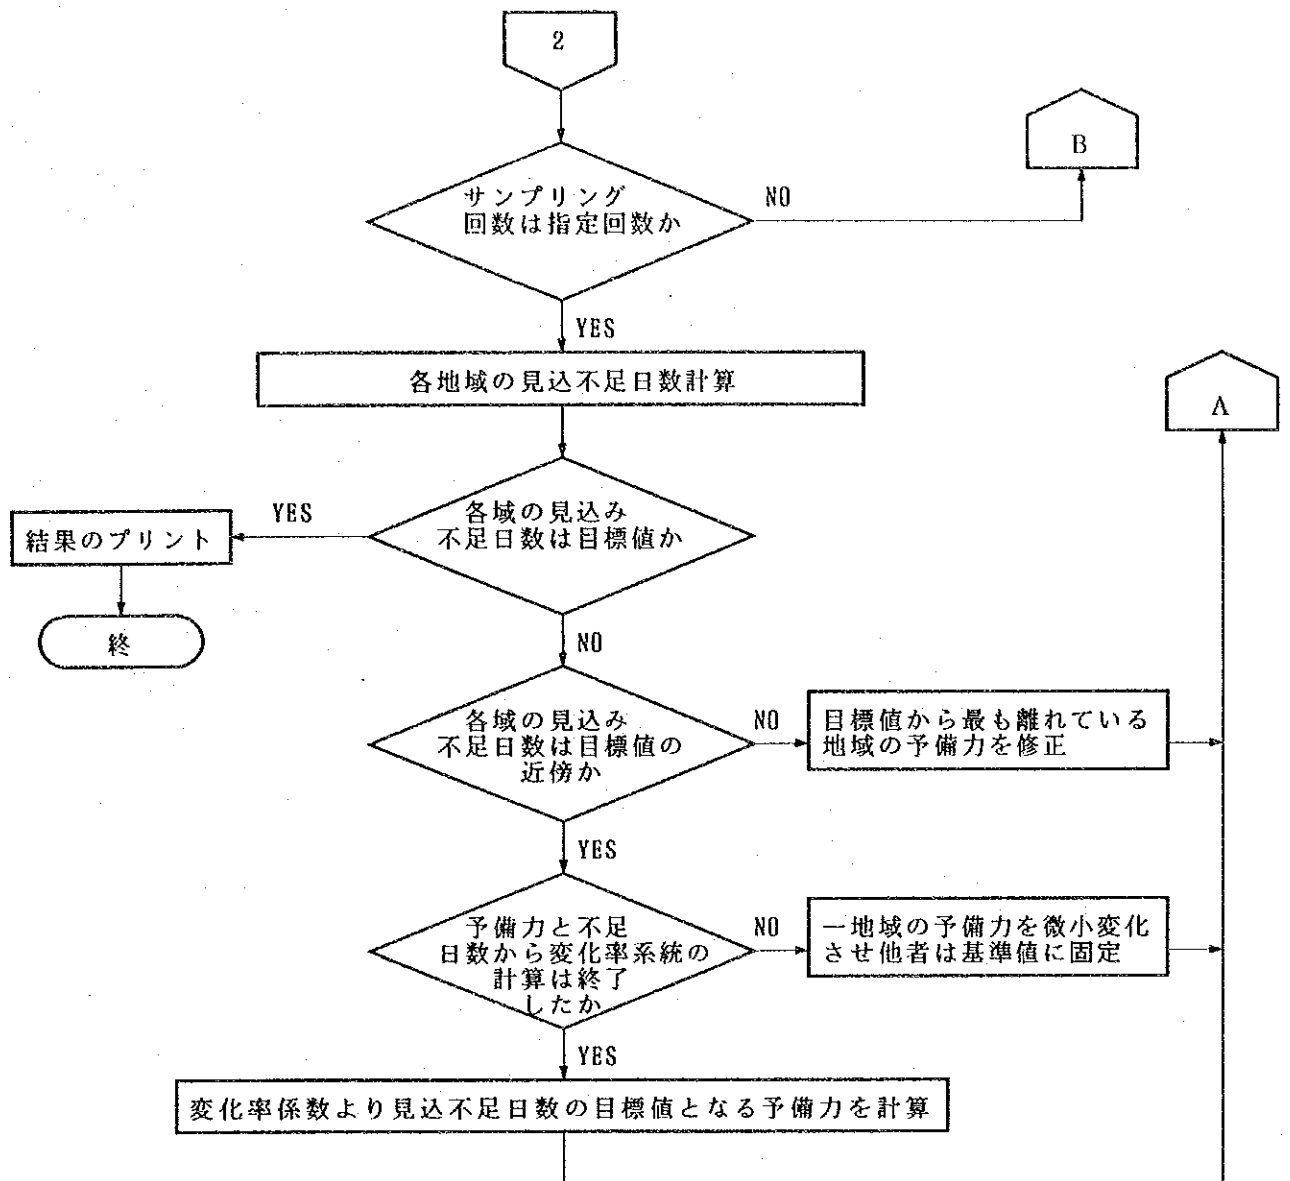 2
B
サンプリング
回数は指定回数か
NO
YES
各地域の見込不足日数計算
A
各域の見込み
不足日数は目標値か
YES
結果のプリント
終
NO
各域の見込み
不足日数は目標値の
近傍か
NO
目標値から最も離れている
地域の予備力を修正
YES
予備力と不足
日数から変化率系統の
計算は終了
したか
NO
一地域の予備力を微小変化
させ他者は基準値に固定
YES
変化率係数より見込不足日数の目標値となる予備力を計算